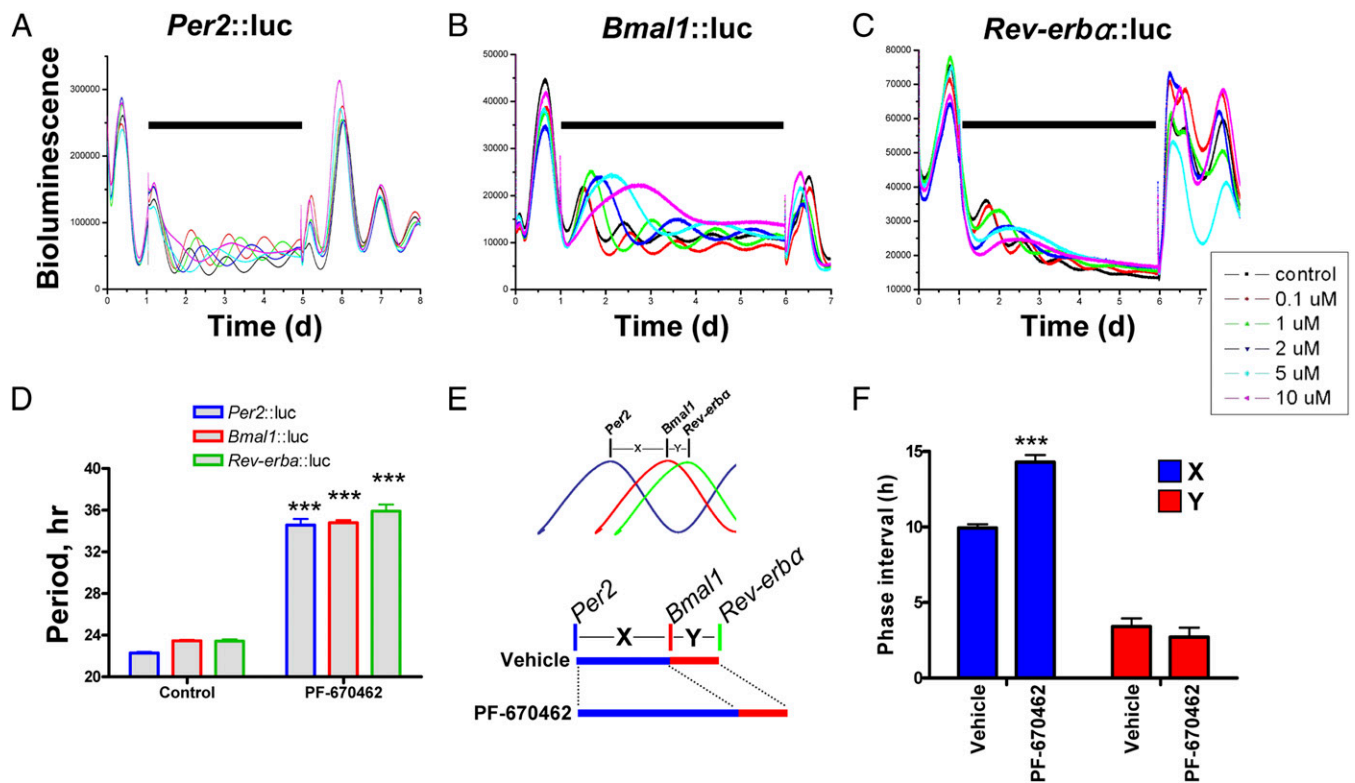 A
Per2::luc
B
Bmal1::luc
C
Rev-erbα::luc
Bioluminescence
300000
200000
100000
0
0 1 2 3 4 5 6 7 8
Time (d)
50000
40000
30000
20000
10000
0
0 1 2 3 4 5 6 7
Time (d)
80000
70000
60000
50000
40000
30000
20000
10000
0 1 2 3 4 5 6 7
Time (d)
control
0.1 uM
1 uM
2 uM
5 uM
10 uM
D
Per2::luc
Bmal1::luc
Rev-erba::luc
Period, hr
40
36
32
28
24
20
*** *** ***
Control PF-670462
E
Per2 Bmal1 Rev-erbα
X Y
Per2 Bmal1 Rev-erbα
X Y
Vehicle
PF-670462
F
Phase interval (h)
15
10
5
0
***
X
Y
Vehicle PF-670462 Vehicle PF-670462